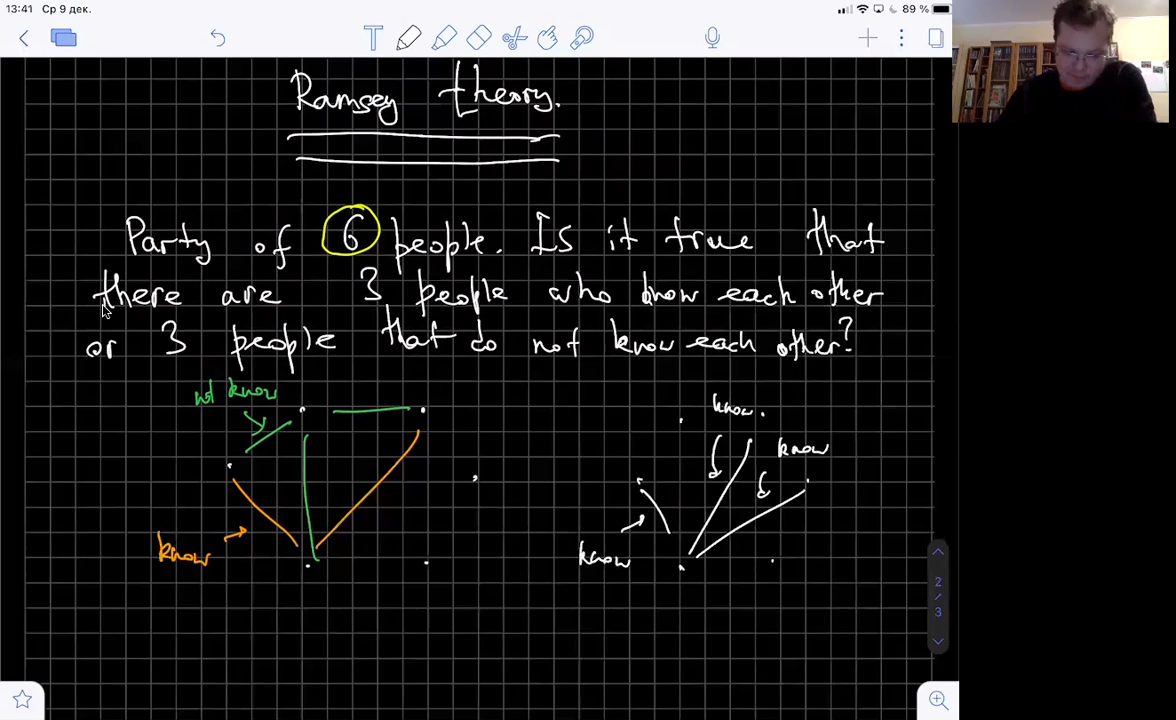 13:41 Ср 9 дек.
89 %
Ramsey theory.
Party of 6 people. Is it true that
there are 3 people who know each other
or 3 people that do not know each other?
not know
know
know
know
know
2
/
3